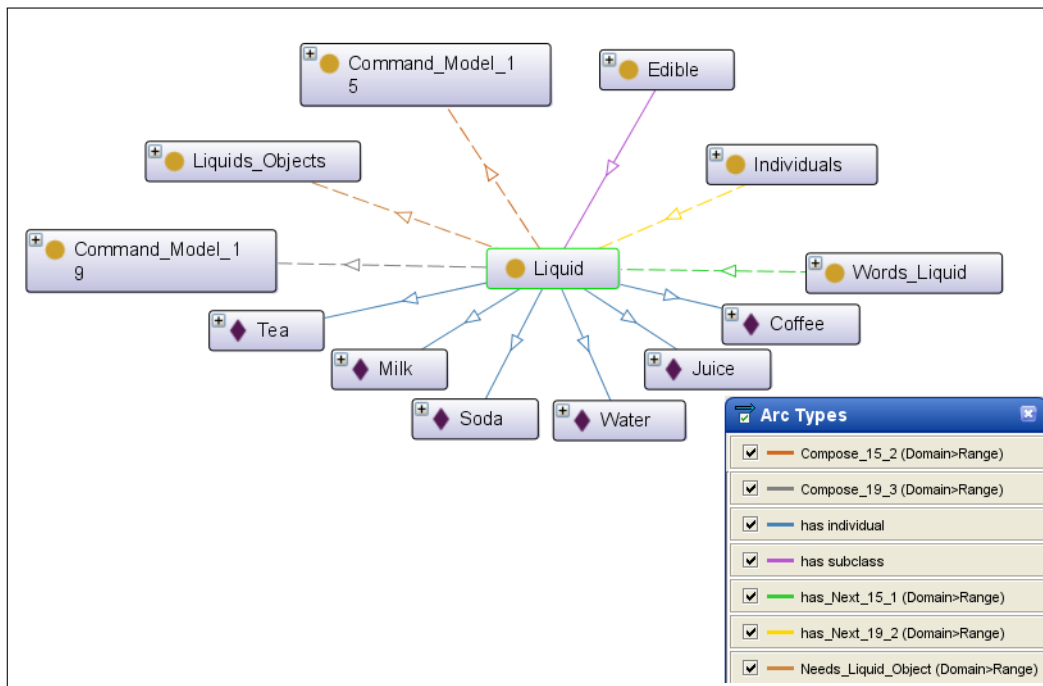 Command_Model_1
5
Edible
Liquids_Objects
Individuals
Command_Model_1
9
Liquid
Words_Liquid
Tea
Coffee
Milk
Juice
Soda
Water
Arc Types
Compose_15_2 (Domain>Range)
Compose_19_3 (Domain>Range)
has individual
has subclass
has_Next_15_1 (Domain>Range)
has_Next_19_2 (Domain>Range)
Needs_Liquid_Object (Domain>Range)